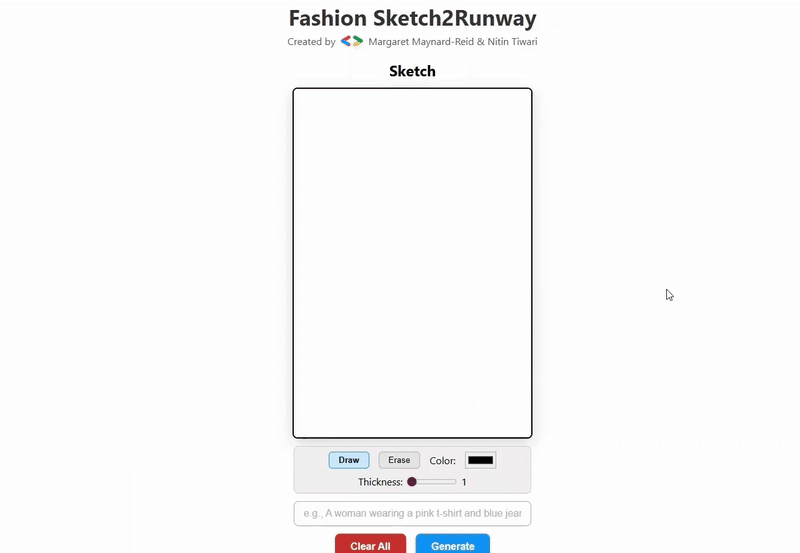 Fashion Sketch2Runway
Created by Margaret Maynard-Reid & Nitin Tiwari
Sketch
Draw Erase Color:
Thickness: 1
e.g., A woman wearing a pink t-shirt and blue jear
Clear All Generate